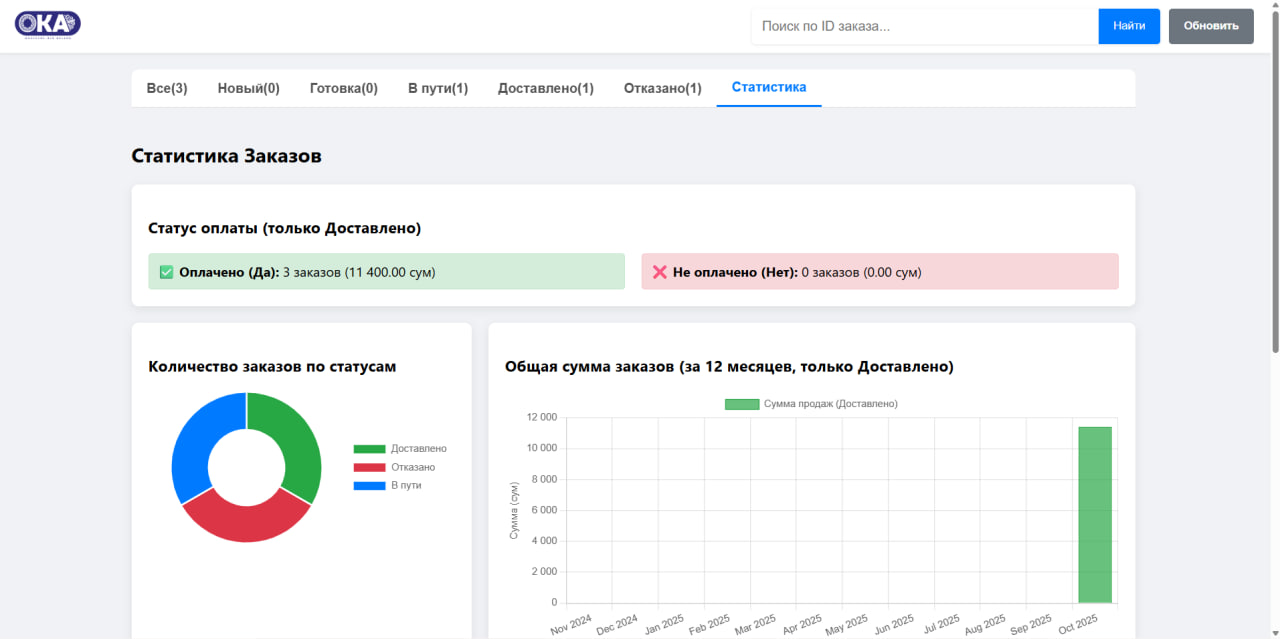 OKA
Поиск по ID заказа...
Найти
Обновить
Все(3) Новый(0) Готовка(0) В пути(1) Доставлено(1) Отказано(1) Статистика
Статистика Заказов
Статус оплаты (только Доставлено)
✅ Оплачено (Да): 3 заказов (11 400.00 сум)
❌ Не оплачено (Нет): 0 заказов (0.00 сум)
Количество заказов по статусам
Доставлено
Отказано
В пути
Общая сумма заказов (за 12 месяцев, только Доставлено)
Сумма продаж (Доставлено)
Сумма (сум)
12 000
10 000
8 000
6 000
4 000
2 000
0
Nov 2024 Dec 2024 Jan 2025 Feb 2025 Mar 2025 Apr 2025 May 2025 Jun 2025 Jul 2025 Aug 2025 Sep 2025 Oct 2025